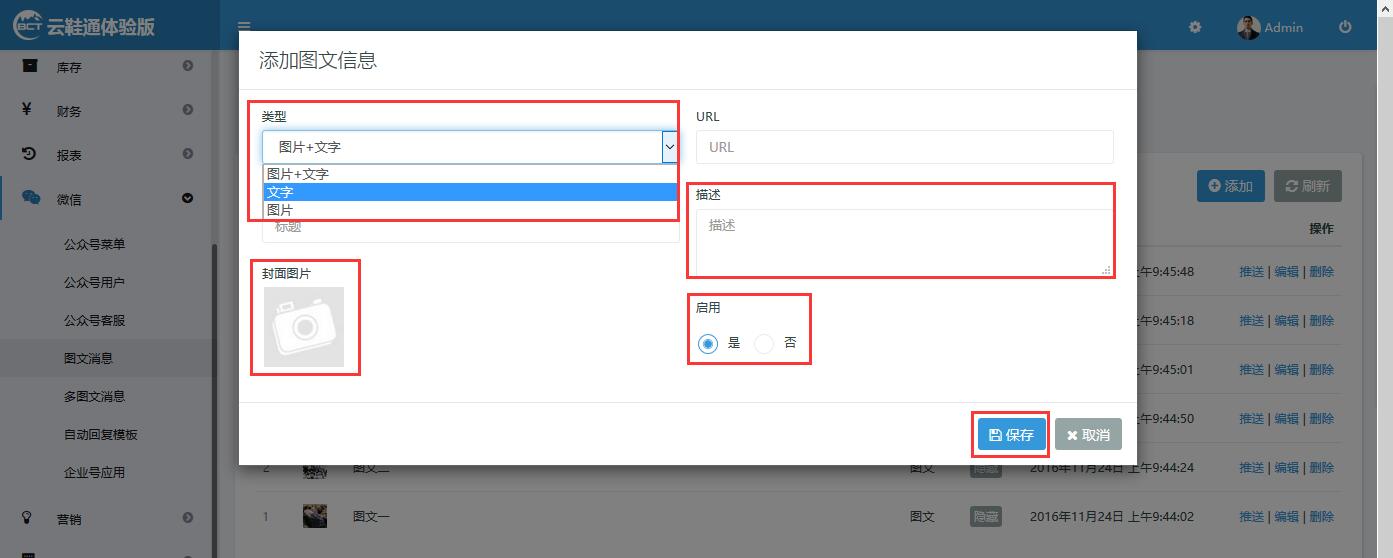 BCT 云鞋通体验版
Admin
库存
财务
报表
微信
公众号菜单
公众号用户
公众号客服
图文消息
多图文消息
自动回复模板
企业号应用
营销
添加图文信息
类型
图片+文字
图片+文字
文字
图片
标题
封面图片
URL
URL
描述
描述
启用
是 否
保存 取消
添加 刷新
操作
上午9:45:48 推送 | 编辑 | 删除
上午9:45:18 推送 | 编辑 | 删除
上午9:45:01 推送 | 编辑 | 删除
上午9:44:50 推送 | 编辑 | 删除
2 图文二 图文 隐藏 2016年11月24日 上午9:44:24 推送 | 编辑 | 删除
1 图文一 图文 隐藏 2016年11月24日 上午9:44:02 推送 | 编辑 | 删除